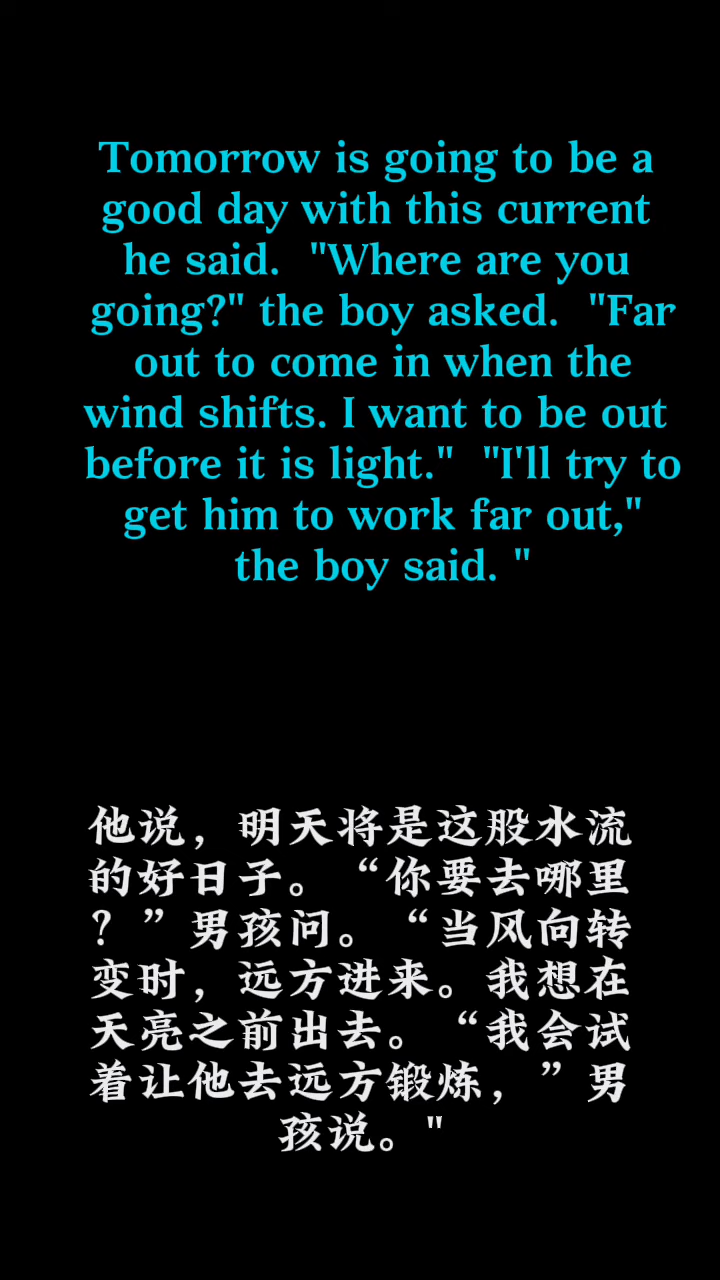 Tomorrow is going to be a
good day with this current
he said.  "Where are you
going?" the boy asked.  "Far
out to come in when the
wind shifts. I want to be out
before it is light."  "I'll try to
get him to work far out,"
the boy said. "
他说，明天将是这股水流
的好日子。“你要去哪里
？”男孩问。“当风向转
变时，远方进来。我想在
天亮之前出去。“我会试
着让他去远方锻炼，”男
孩说。"